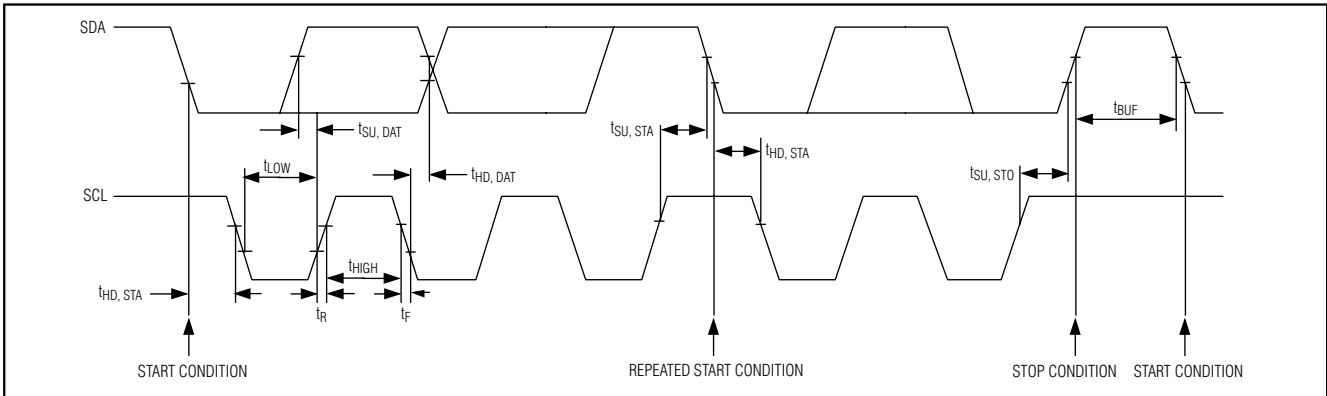 SDA
tSU, DAT
tSU, STA
tBUF
tHD, STA
tLOW
tHD, DAT
tSU, STO
SCL
tHIGH
tHD, STA
tR
tF
START CONDITION
REPEATED START CONDITION
STOP CONDITION
START CONDITION